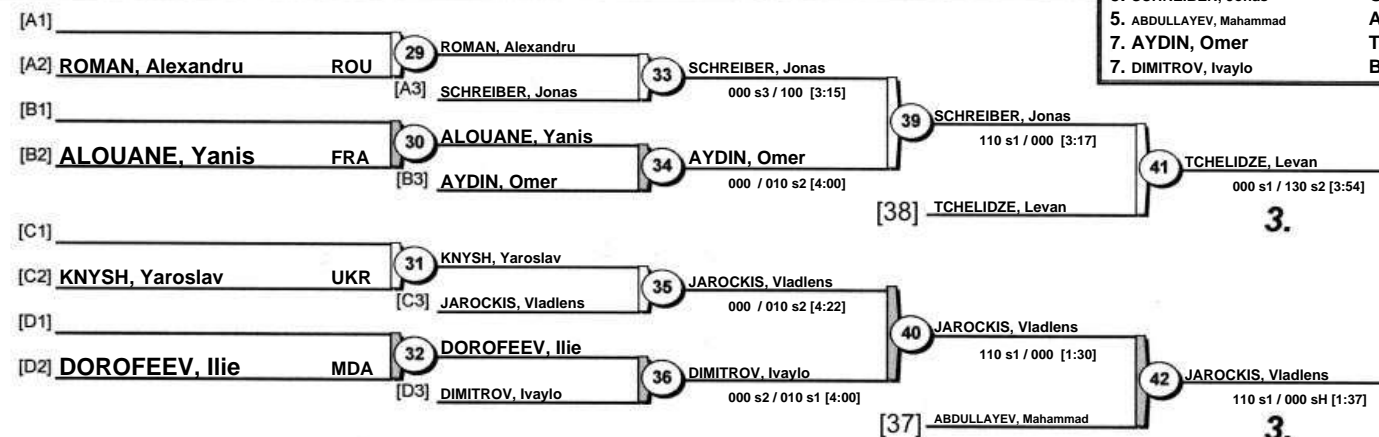 5. ABDULLAYEV, Mahammad A
7. AYDIN, Omer T
7. DIMITROV, Ivaylo B
[A1]
[A2] ROMAN, Alexandru ROU
29
[A3]
ROMAN, Alexandru
SCHREIBER, Jonas
33
SCHREIBER, Jonas
000 s3 / 100 [3:15]
[B1]
[B2] ALOUANE, Yanis FRA
30
[B3]
ALOUANE, Yanis
AYDIN, Omer
34
AYDIN, Omer
000 / 010 s2 [4:00]
39
SCHREIBER, Jonas
110 s1 / 000 [3:17]
[38] TCHELIDZE, Levan
41
TCHELIDZE, Levan
000 s1 / 130 s2 [3:54]
3.
[C1]
[C2] KNYSH, Yaroslav UKR
31
[C3]
KNYSH, Yaroslav
JAROCKIS, Vladlens
35
JAROCKIS, Vladlens
000 / 010 s2 [4:22]
[D1]
[D2] DOROFEEV, Ilie MDA
32
[D3]
DOROFEEV, Ilie
DIMITROV, Ivaylo
36
DIMITROV, Ivaylo
000 s2 / 010 s1 [4:00]
40
JAROCKIS, Vladlens
110 s1 / 000 [1:30]
[37] ABDULLAYEV, Mahammad
42
JAROCKIS, Vladlens
110 s1 / 000 sH [1:37]
3.